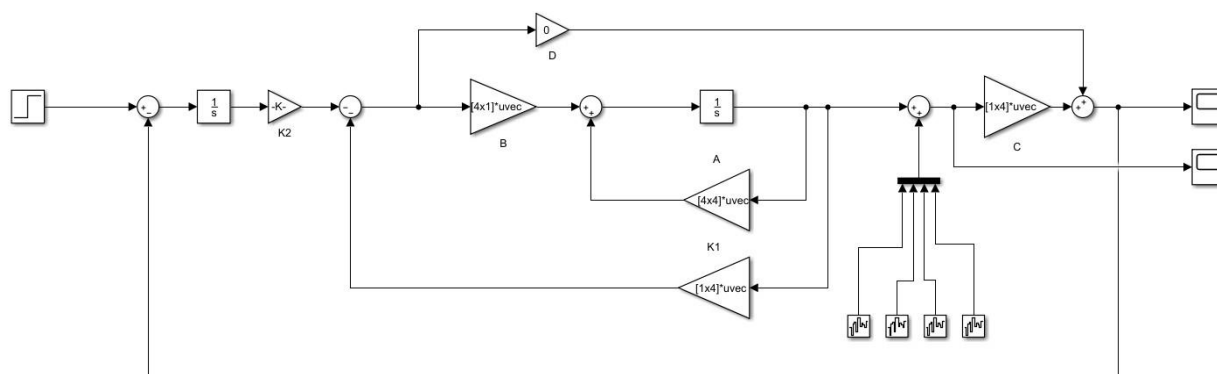 0
D
+
−
1
s
-K-
K2
−
−
[4x1]*uvec
B
+
+
1
s
+
+
[1x4]*uvec
C
+
+
A
[4x4]*uvec
K1
[1x4]*uvec